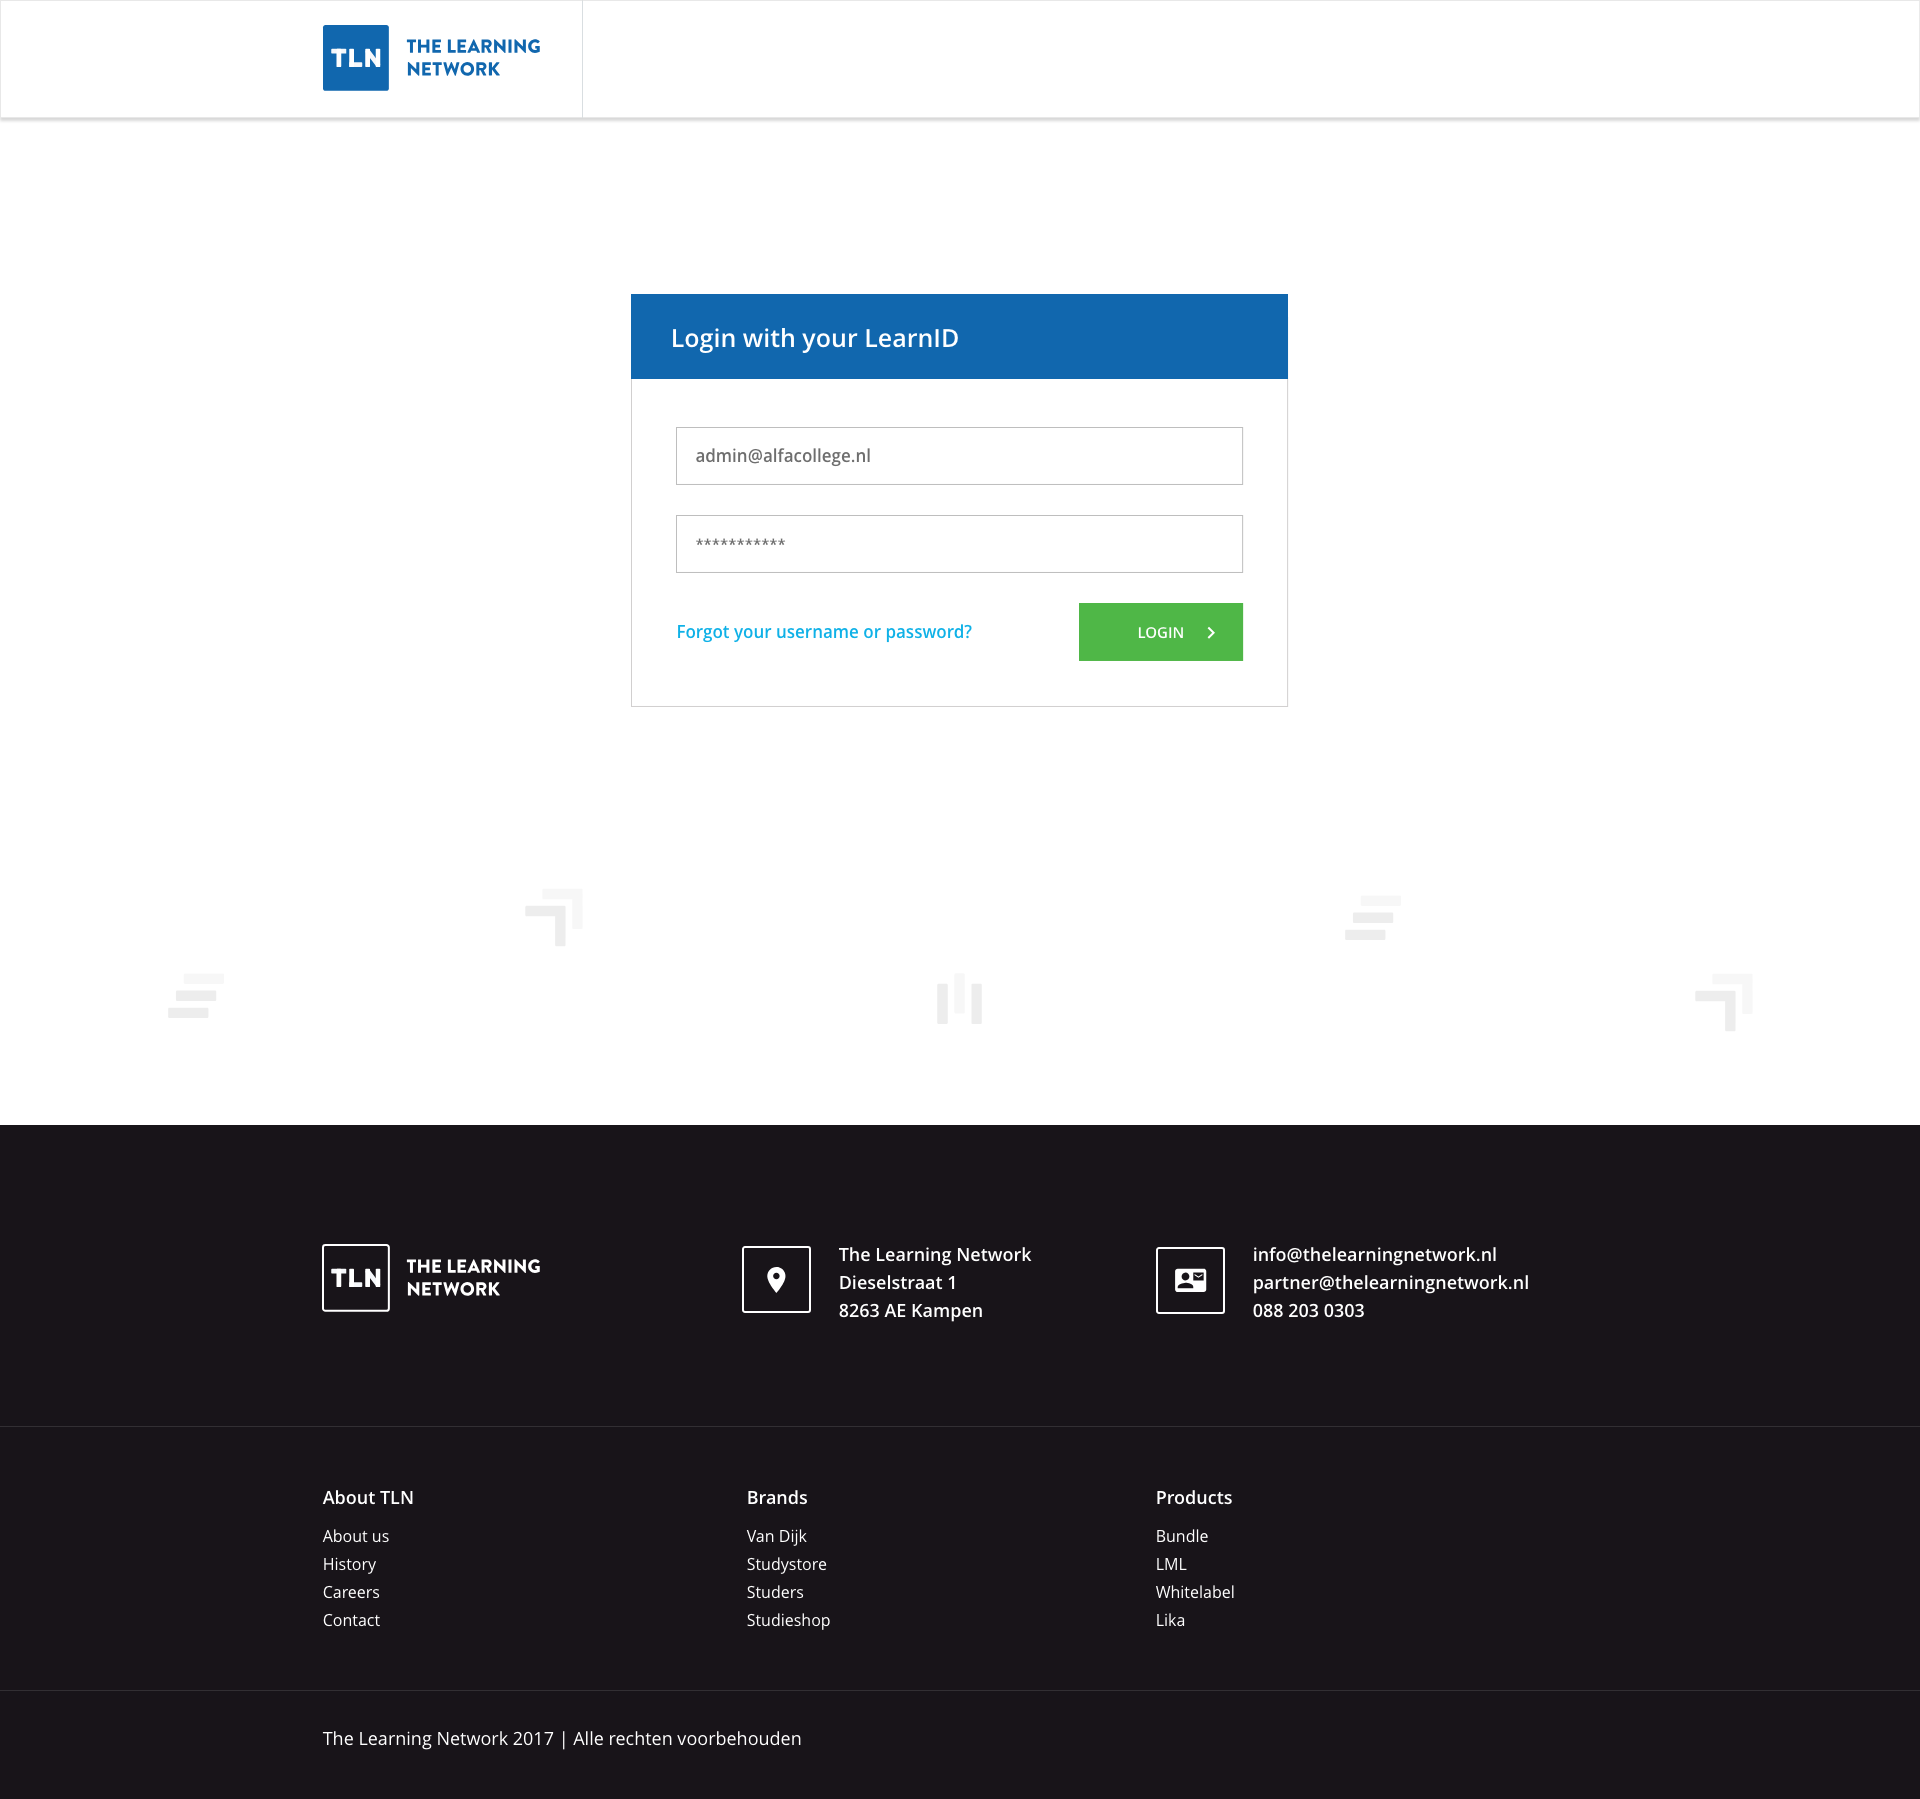 TLN THE LEARNING
NETWORK
Login with your LearnID
admin@alfacollege.nl
***********
Forgot your username or password?
LOGIN
TLN THE LEARNING
NETWORK
The Learning Network
Dieselstraat 1
8263 AE Kampen
info@thelearningnetwork.nl
partner@thelearningnetwork.nl
088 203 0303
About TLN
About us
History
Careers
Contact
Brands
Van Dijk
Studystore
Studers
Studieshop
Products
Bundle
LML
Whitelabel
Lika
The Learning Network 2017 | Alle rechten voorbehouden